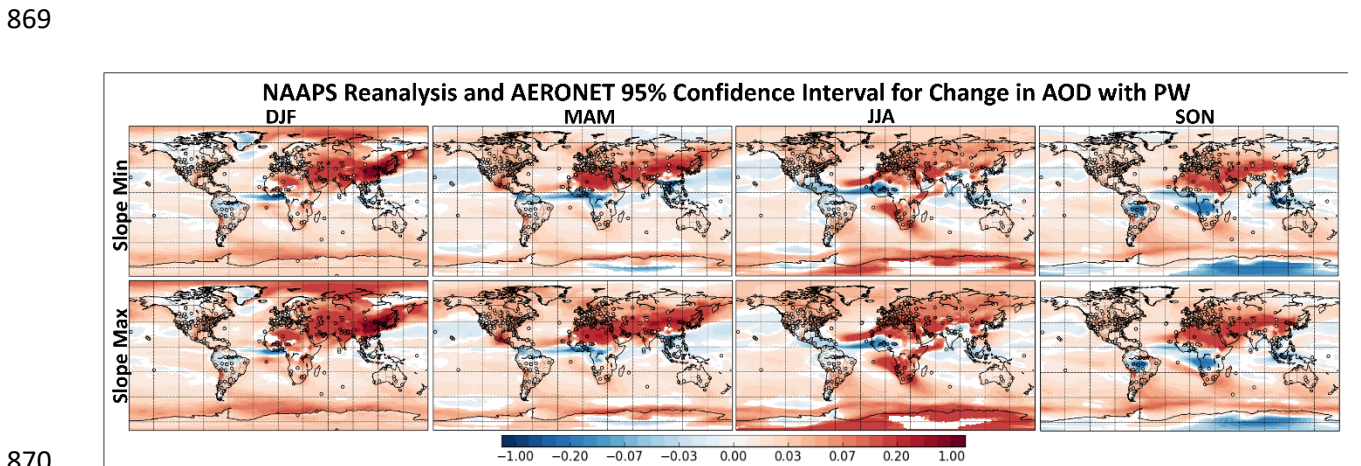 869
NAAPS Reanalysis and AERONET 95% Confidence Interval for Change in AOD with PW
DJF MAM JJA SON
Slope Min
Slope Max
−1.00 −0.20 −0.07 −0.03 0.00 0.03 0.07 0.20 1.00
870